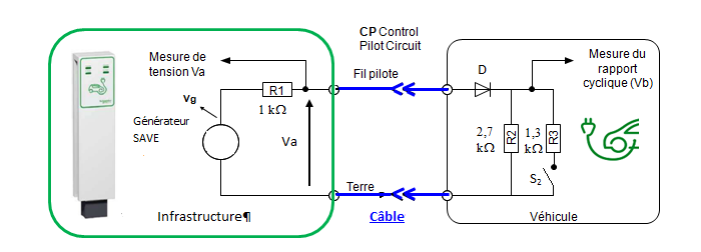 CP Control
Pilot Circuit
Mesure de
tension Va
Fil pilote
D
Mesure du
rapport
cyclique (Vb)
Vg
R1
1 kΩ
Générateur
SAVE
Va
2,7
kΩ
R2
1,3
kΩ
R3
S2
Terre
Infrastructure¶
Câble
Véhicule